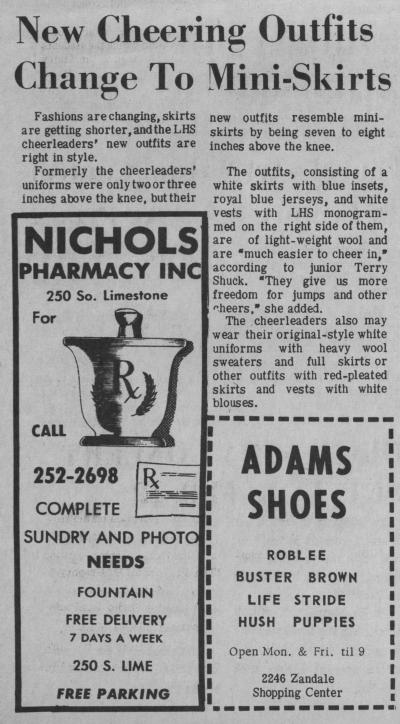 New Cheering Outfits
Change To Mini-Skirts
Fashions are changing, skirts
are getting shorter, and the LHS
cheerleaders' new outfits are
right in style.
Formerly the cheerleaders'
uniforms were only two or three
inches above the knee, but their
new outfits resemble mini-
skirts by being seven to eight
inches above the knee.
The outfits, consisting of a
white skirts with blue insets,
royal blue jerseys, and white
vests with LHS monogram-
med on the right side of them,
are of light-weight wool and
are "much easier to cheer in,"
according to junior Terry
Shuck. "They give us more
freedom for jumps and other
cheers," she added.
The cheerleaders also may
wear their original-style white
uniforms with heavy wool
sweaters and full skirts or
other outfits with red-pleated
skirts and vests with white
blouses.
NICHOLS
PHARMACY INC
250 So. Limestone
For
Rx
CALL
252-2698
Rx
COMPLETE
SUNDRY AND PHOTO
NEEDS
FOUNTAIN
FREE DELIVERY
7 DAYS A WEEK
250 S. LIME
FREE PARKING
ADAMS
SHOES
ROBLEE
BUSTER BROWN
LIFE STRIDE
HUSH PUPPIES
Open Mon. & Fri. til 9
2246 Zandale
Shopping Center